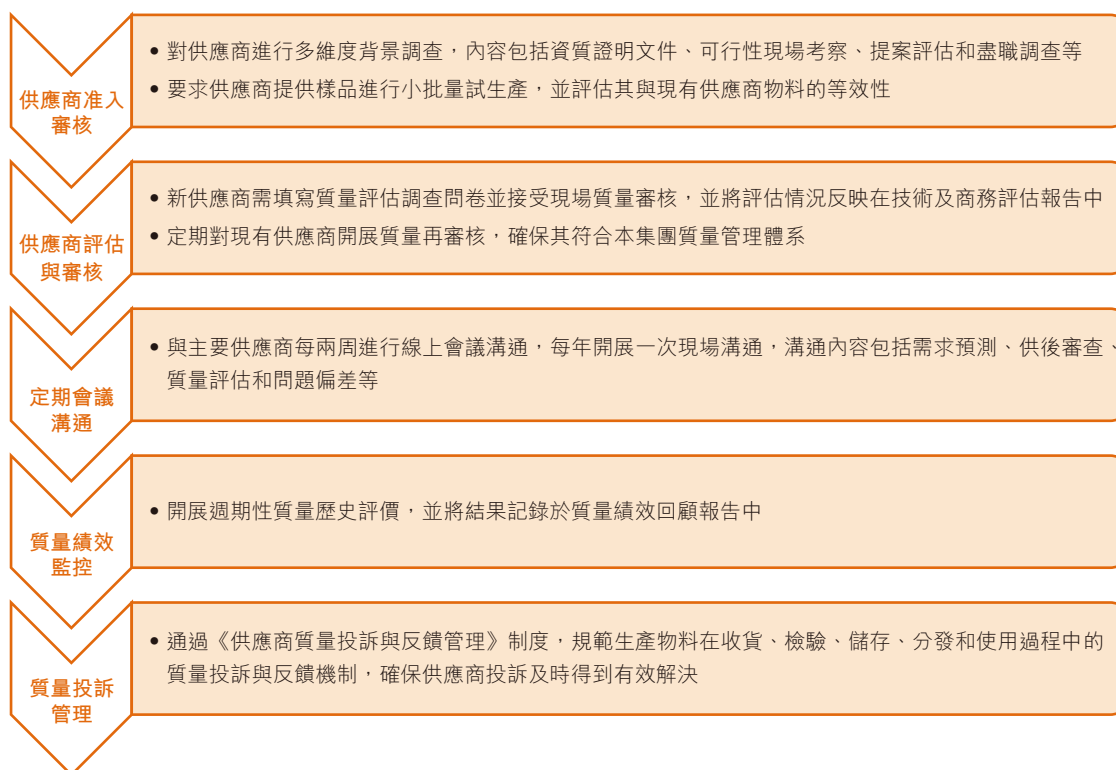 供應商准入
審核
• 對供應商進行多維度背景調查，內容包括資質證明文件、可行性現場考察、提案評估和盡職調查等
• 要求供應商提供樣品進行小批量試生產，並評估其與現有供應商物料的等效性
供應商評估
與審核
• 新供應商需填寫質量評估調查問卷並接受現場質量審核，並將評估情況反映在技術及商務評估報告中
• 定期對現有供應商開展質量再審核，確保其符合本集團質量管理體系
定期會議
溝通
• 與主要供應商每兩周進行線上會議溝通，每年開展一次現場溝通，溝通內容包括需求預測、供後審查、
質量評估和問題偏差等
質量績效
監控
• 開展週期性質量歷史評價，並將結果記錄於質量績效回顧報告中
質量投訴
管理
• 通過《供應商質量投訴與反饋管理》制度，規範生產物料在收貨、檢驗、儲存、分發和使用過程中的
質量投訴與反饋機制，確保供應商投訴及時得到有效解決